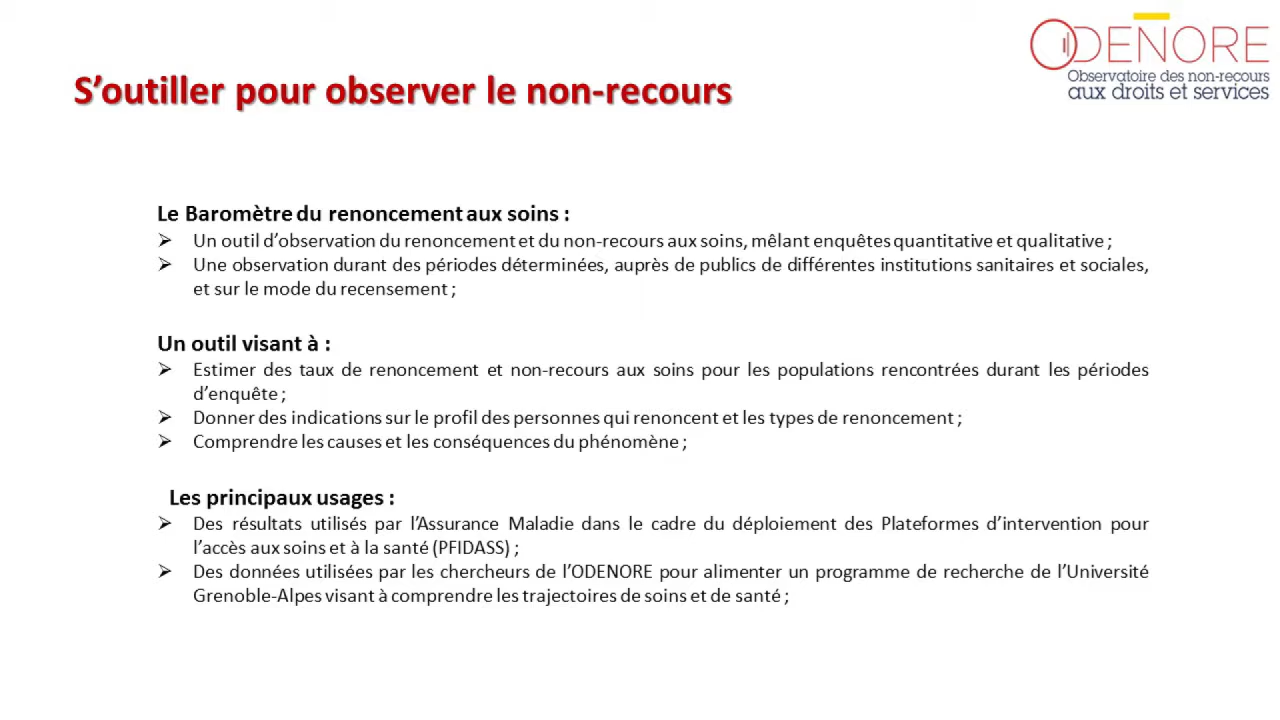 ODENORE
Observatoire des non-recours
aux droits et services
S’outiller pour observer le non-recours
Le Baromètre du renoncement aux soins :
➢ Un outil d’observation du renoncement et du non-recours aux soins, mêlant enquêtes quantitative et qualitative ;
➢ Une observation durant des périodes déterminées, auprès de publics de différentes institutions sanitaires et sociales,
et sur le mode du recensement ;
Un outil visant à :
➢ Estimer des taux de renoncement et non-recours aux soins pour les populations rencontrées durant les périodes
d’enquête ;
➢ Donner des indications sur le profil des personnes qui renoncent et les types de renoncement ;
➢ Comprendre les causes et les conséquences du phénomène ;
Les principaux usages :
➢ Des résultats utilisés par l’Assurance Maladie dans le cadre du déploiement des Plateformes d’intervention pour
l’accès aux soins et à la santé (PFIDASS) ;
➢ Des données utilisées par les chercheurs de l’ODENORE pour alimenter un programme de recherche de l’Université
Grenoble-Alpes visant à comprendre les trajectoires de soins et de santé ;